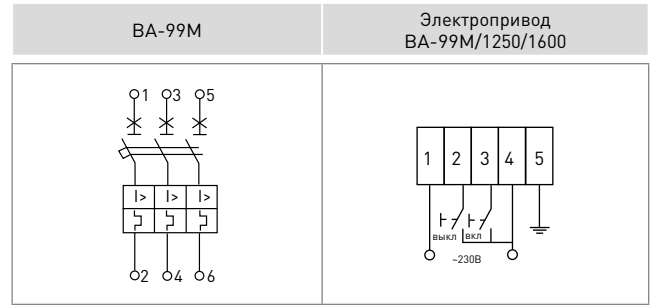 ВА-99М
Электропривод
ВА-99М/1250/1600
1 3 5
I> I> I>
2 4 6
1 2 3 4 5
выкл вкл
~230В